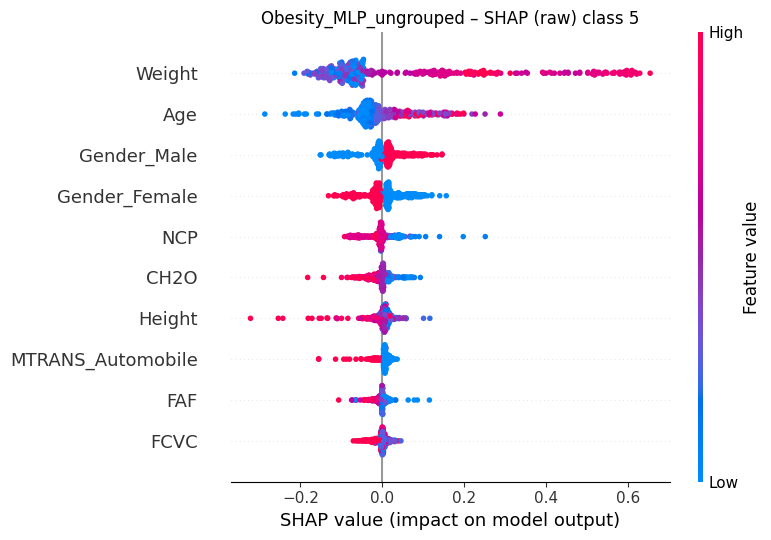 Obesity_MLP_ungrouped – SHAP (raw) class 5
High
Weight
Age
Gender_Male
Gender_Female
NCP
CH2O
Height
MTRANS_Automobile
FAF
FCVC
Feature value
Low
−0.2 0.0 0.2 0.4 0.6
SHAP value (impact on model output)